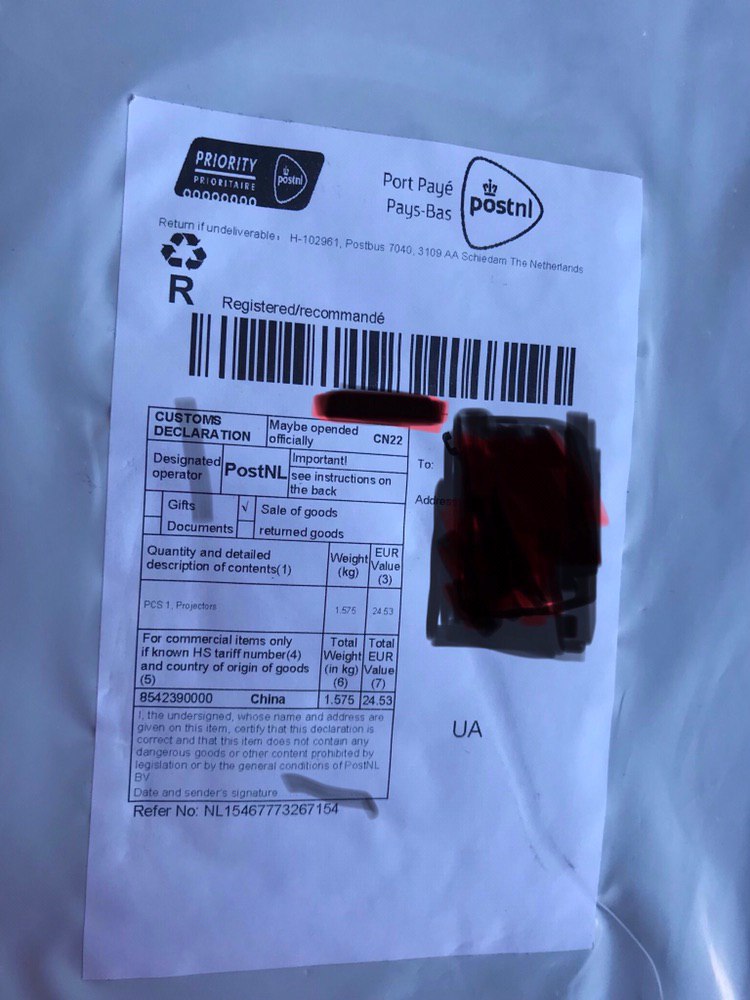 PRIORITY
PRIORITAIRE
postnl
Port Payé
Pays-Bas
postnl
Return if undeliverable: H-102961, Postbus 7040, 3109 AA Schiedam The Netherlands
R
Registered/recommandé
CUSTOMS
DECLARATION
Maybe opended
officially
CN22
Designated
operator
PostNL
Important!
see instructions on
the back
Gifts
√
Sale of goods
Documents
returned goods
To:
Address
Quantity and detailed
description of contents(1)
Weight
(kg)
EUR
Value
(3)
PCS 1, Projectors
1.575
24.53
For commercial items only
if known HS tariff number(4)
and country of origin of goods
(5)
Total
Weight
(in kg)
(6)
Total
EUR
Value
(7)
8542390000
China
1.575
24.53
I, the undersigned, whose name and address are
given on this item, certify that this declaration is
correct and that this item does not contain any
dangerous goods or other content prohibited by
legislation or by the general conditions of PostNL
BV
Date and sender's signature
Refer No: NL15467773267154
UA